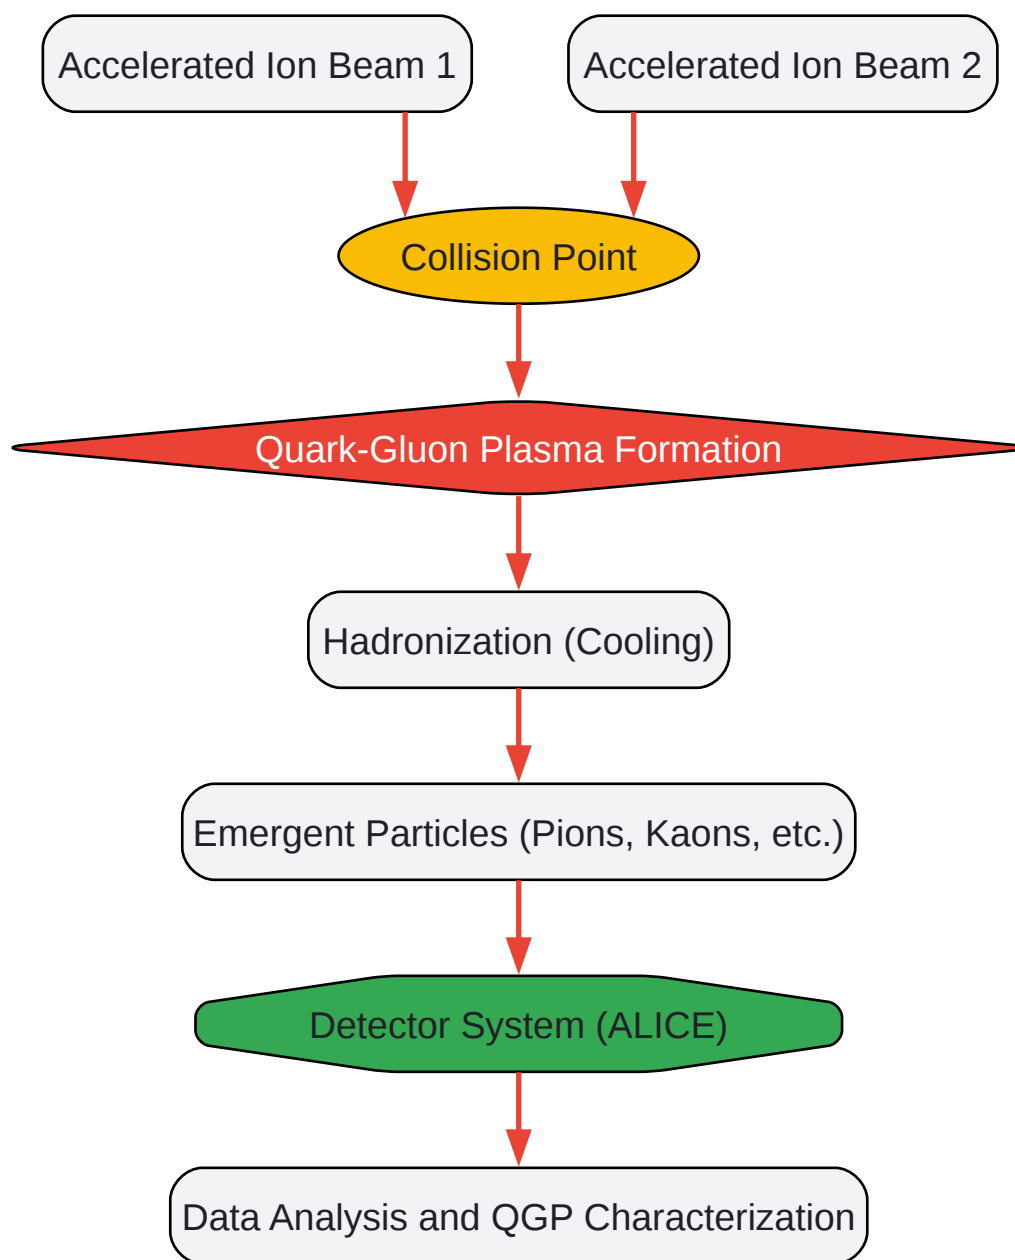 Accelerated Ion Beam 1
Accelerated Ion Beam 2
Collision Point
Quark-Gluon Plasma Formation
Hadronization (Cooling)
Emergent Particles (Pions, Kaons, etc.)
Detector System (ALICE)
Data Analysis and QGP Characterization